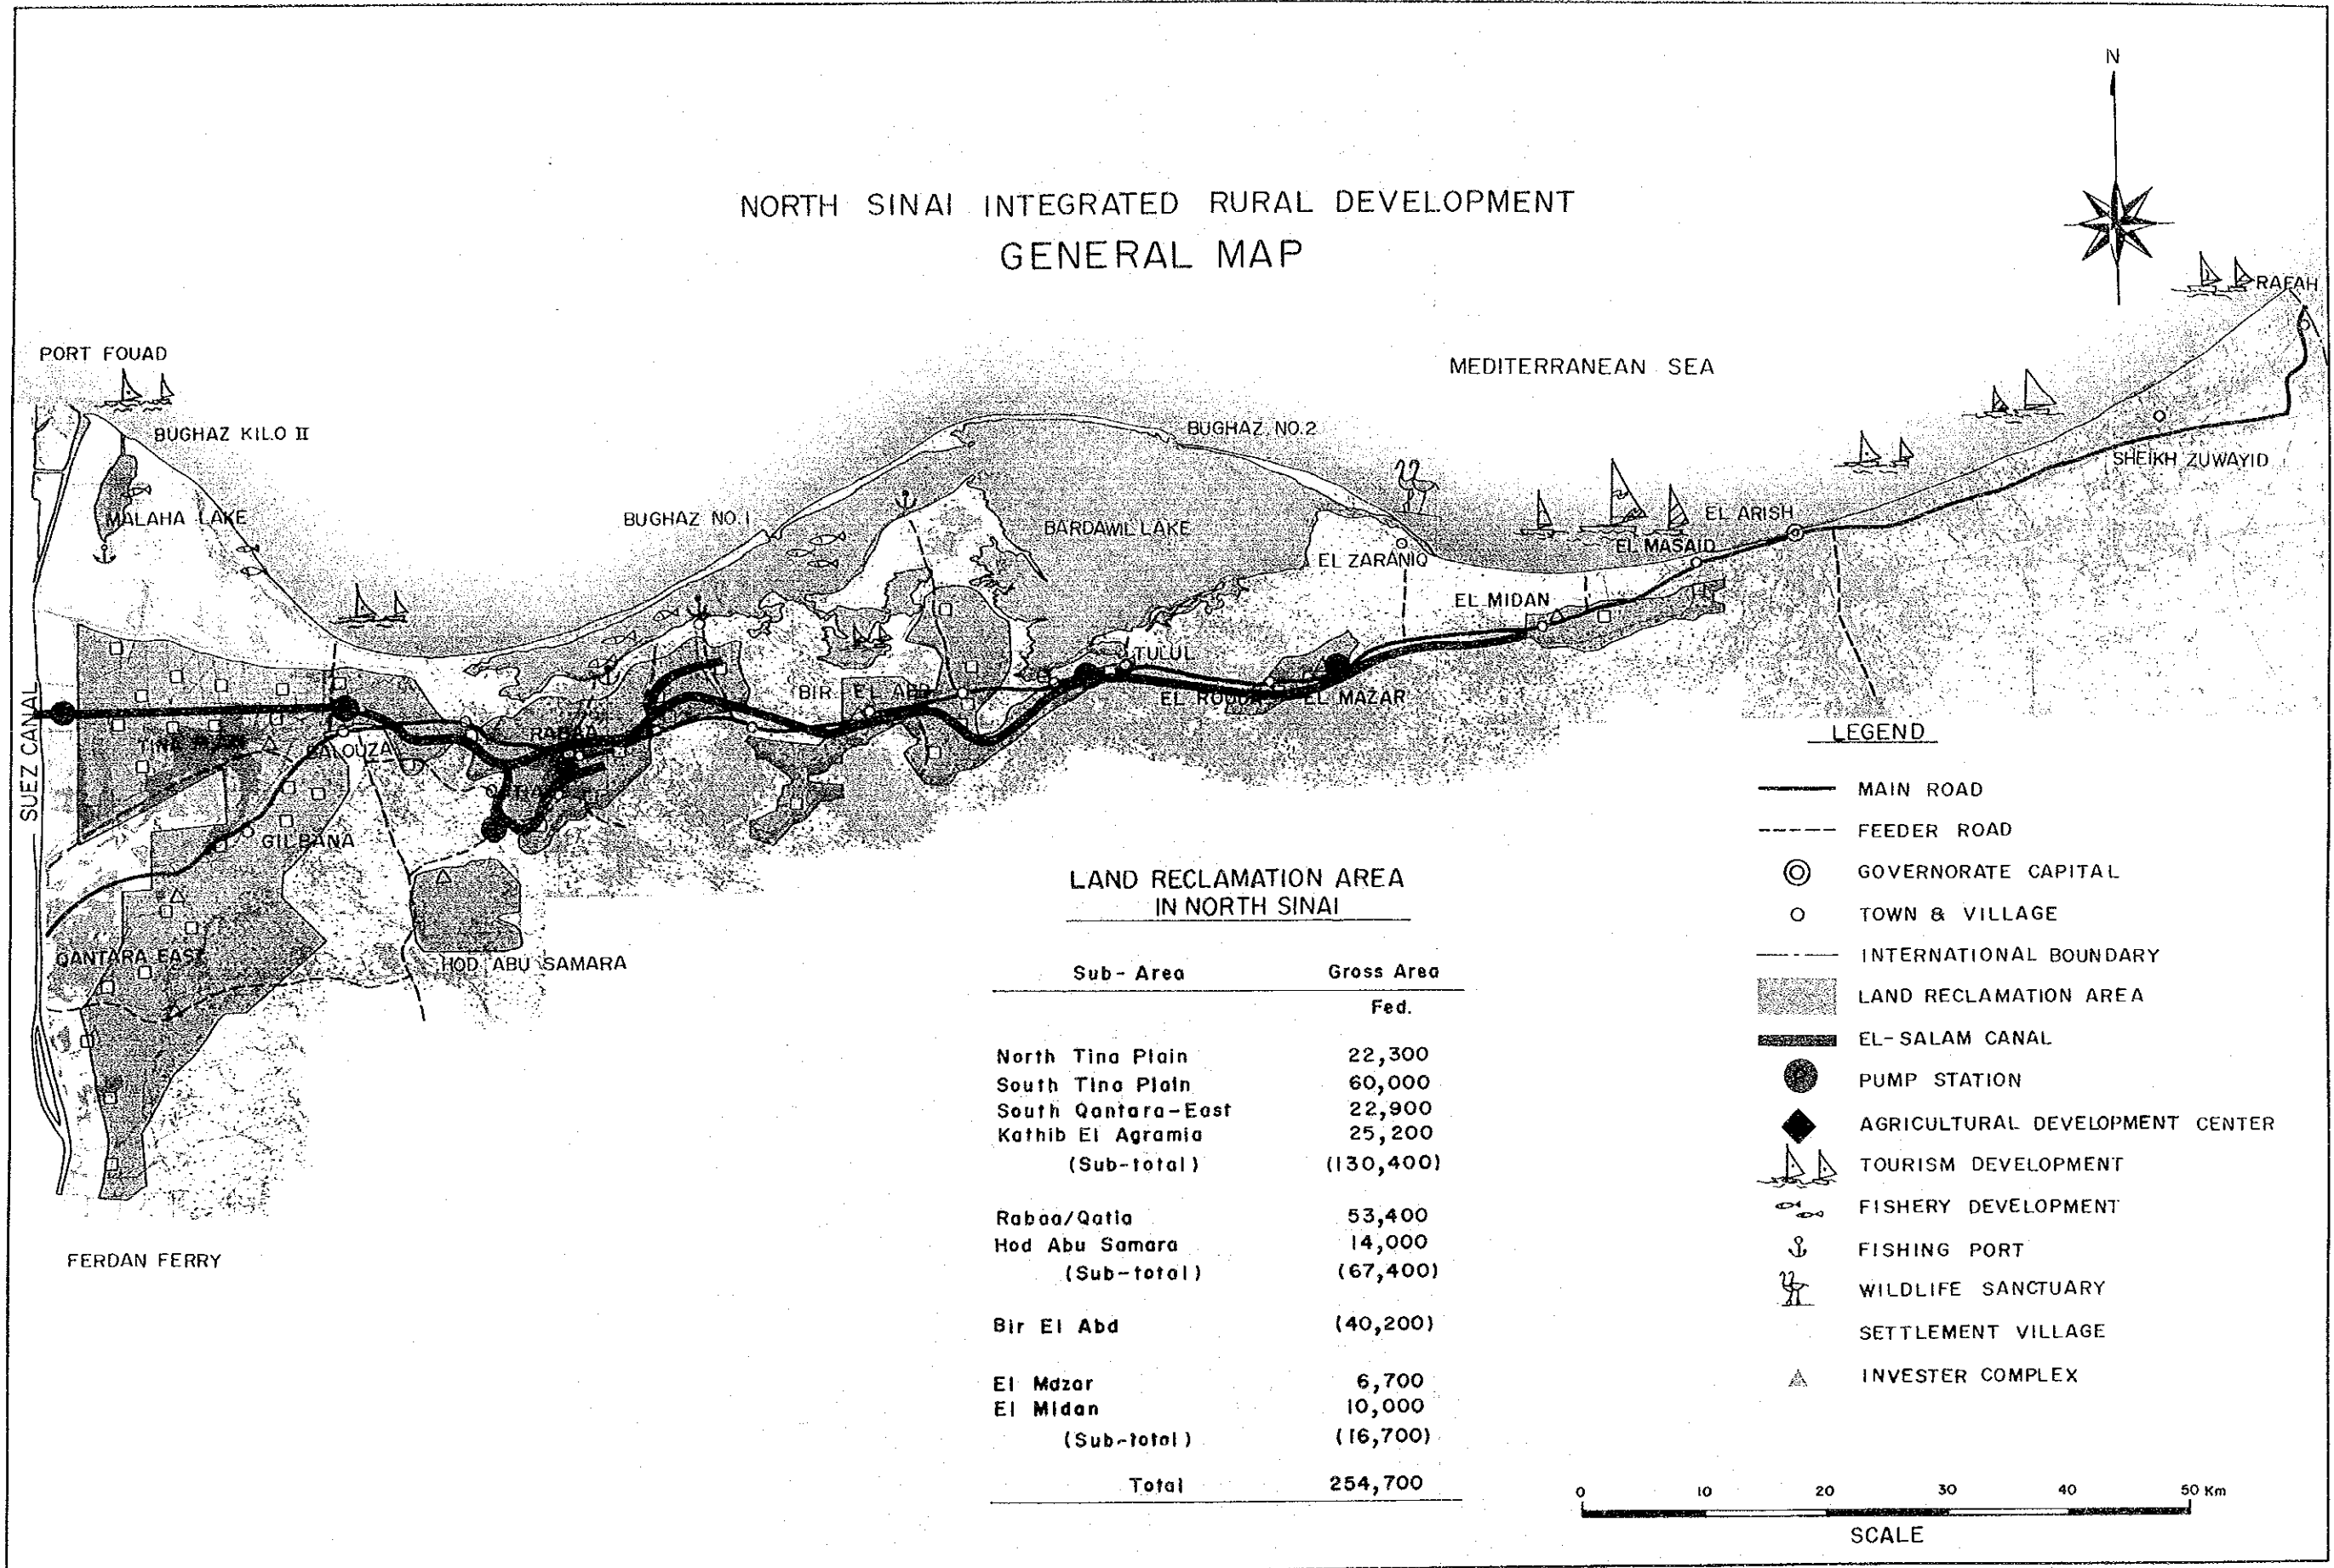 N
NORTH SINAI INTEGRATED RURAL DEVELOPMENT
GENERAL MAP
RAFAH
PORT FOUAD
MEDITERRANEAN SEA
BUGHAZ KILO II
BUGHAZ NO.2
SHEIKH ZUWAYID
MALAHA LAKE
BUGHAZ NO.1
BARDAWIL LAKE
EL ARISH
EL MASAID
EL ZARANIQ
EL MIDAN
TULUL
BIR EL ABD
EL MAZAR
SUEZ CANAL
RABAA
BALOUZA
GILBANA
QANTARA EAST
HOD ABU SAMARA
FERDAN FERRY
LAND RECLAMATION AREA
IN NORTH SINAI
Sub-Area Gross Area
Fed.
North Tina Plain 22,300
South Tina Plain 60,000
South Qantara-East 22,900
Kathib El Agramia 25,200
(Sub-total) (130,400)
Rabaa/Qatia 53,400
Hod Abu Samara 14,000
(Sub-total) (67,400)
Bir El Abd (40,200)
El Mazar 6,700
El Midan 10,000
(Sub-total) (16,700)
Total 254,700
LEGEND
MAIN ROAD
FEEDER ROAD
GOVERNORATE CAPITAL
TOWN & VILLAGE
INTERNATIONAL BOUNDARY
LAND RECLAMATION AREA
EL-SALAM CANAL
PUMP STATION
AGRICULTURAL DEVELOPMENT CENTER
TOURISM DEVELOPMENT
FISHERY DEVELOPMENT
FISHING PORT
WILDLIFE SANCTUARY
SETTLEMENT VILLAGE
INVESTER COMPLEX
0 10 20 30 40 50 Km
SCALE